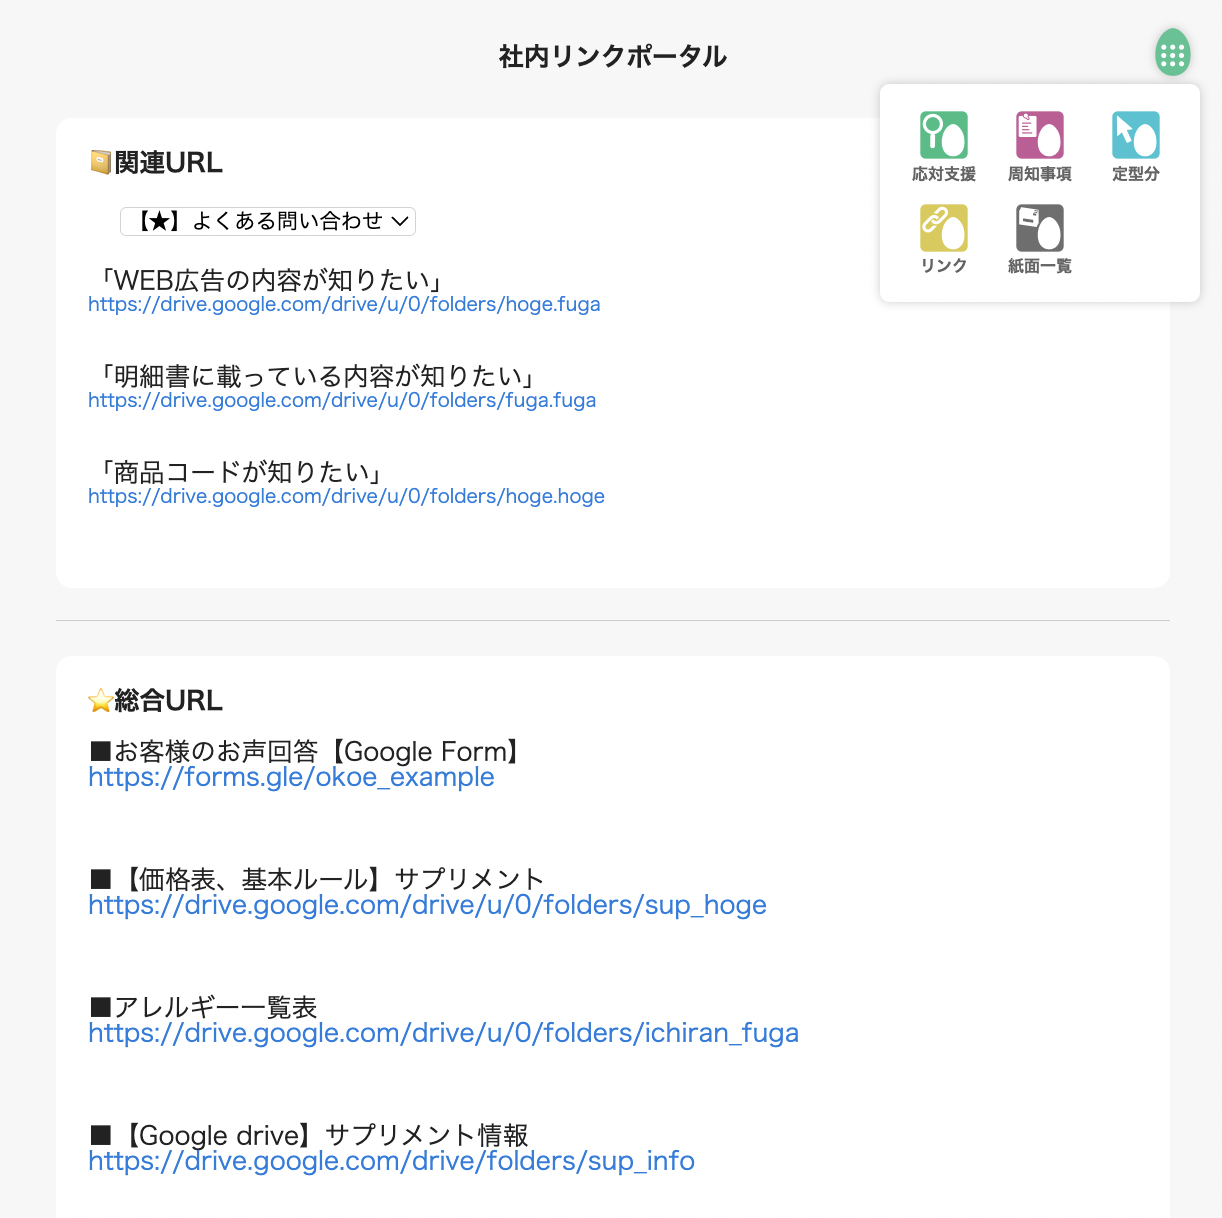 社内リンクポータル
応対支援
周知事項
定型分
リンク
紙面一覧
関連URL
【★】よくある問い合わせ
「WEB広告の内容が知りたい」
https://drive.google.com/drive/u/0/folders/hoge.fuga
「明細書に載っている内容が知りたい」
https://drive.google.com/drive/u/0/folders/fuga.fuga
「商品コードが知りたい」
https://drive.google.com/drive/u/0/folders/hoge.hoge
⭐総合URL
■お客様のお声回答【Google Form】
https://forms.gle/okoe_example
■【価格表、基本ルール】サプリメント
https://drive.google.com/drive/u/0/folders/sup_hoge
■アレルギー一覧表
https://drive.google.com/drive/u/0/folders/ichiran_fuga
■【Google drive】サプリメント情報
https://drive.google.com/drive/folders/sup_info